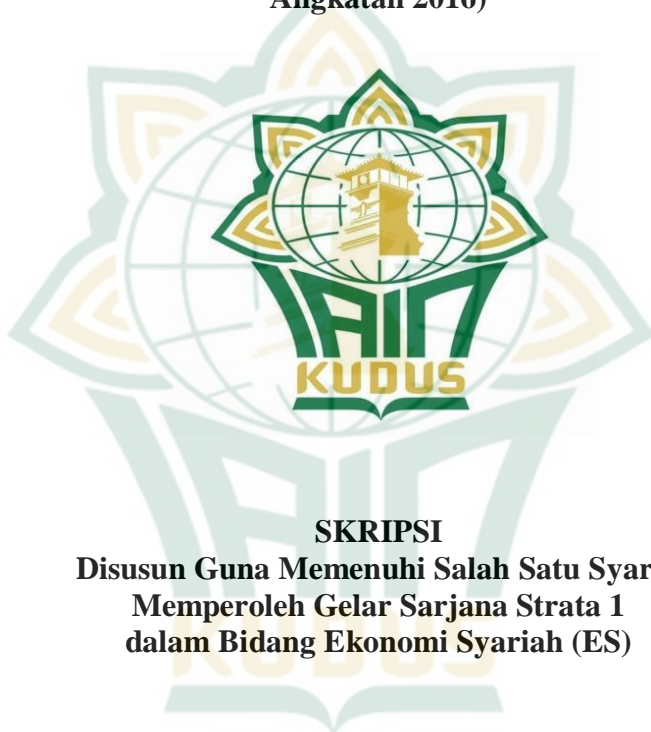 Angkatan 2016)
IAIN
KUDUS
SKRIPSI
Disusun Guna Memenuhi Salah Satu Syar
Memperoleh Gelar Sarjana Strata 1
dalam Bidang Ekonomi Syariah (ES)